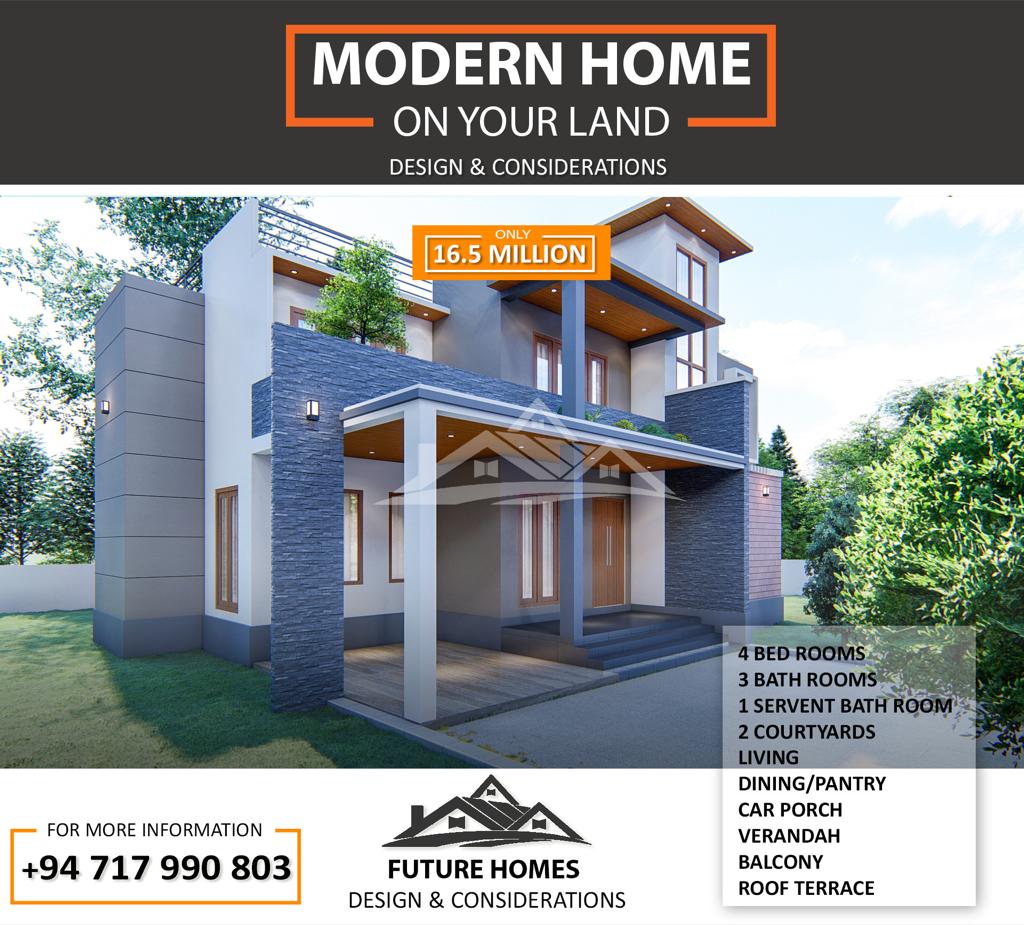 MODERN HOME
ON YOUR LAND
DESIGN & CONSIDERATIONS
ONLY
16.5 MILLION
4 BED ROOMS
3 BATH ROOMS
1 SERVENT BATH ROOM
2 COURTYARDS
LIVING
DINING/PANTRY
CAR PORCH
VERANDAH
BALCONY
ROOF TERRACE
FOR MORE INFORMATION
+94 717 990 803
FUTURE HOMES
DESIGN & CONSIDERATIONS